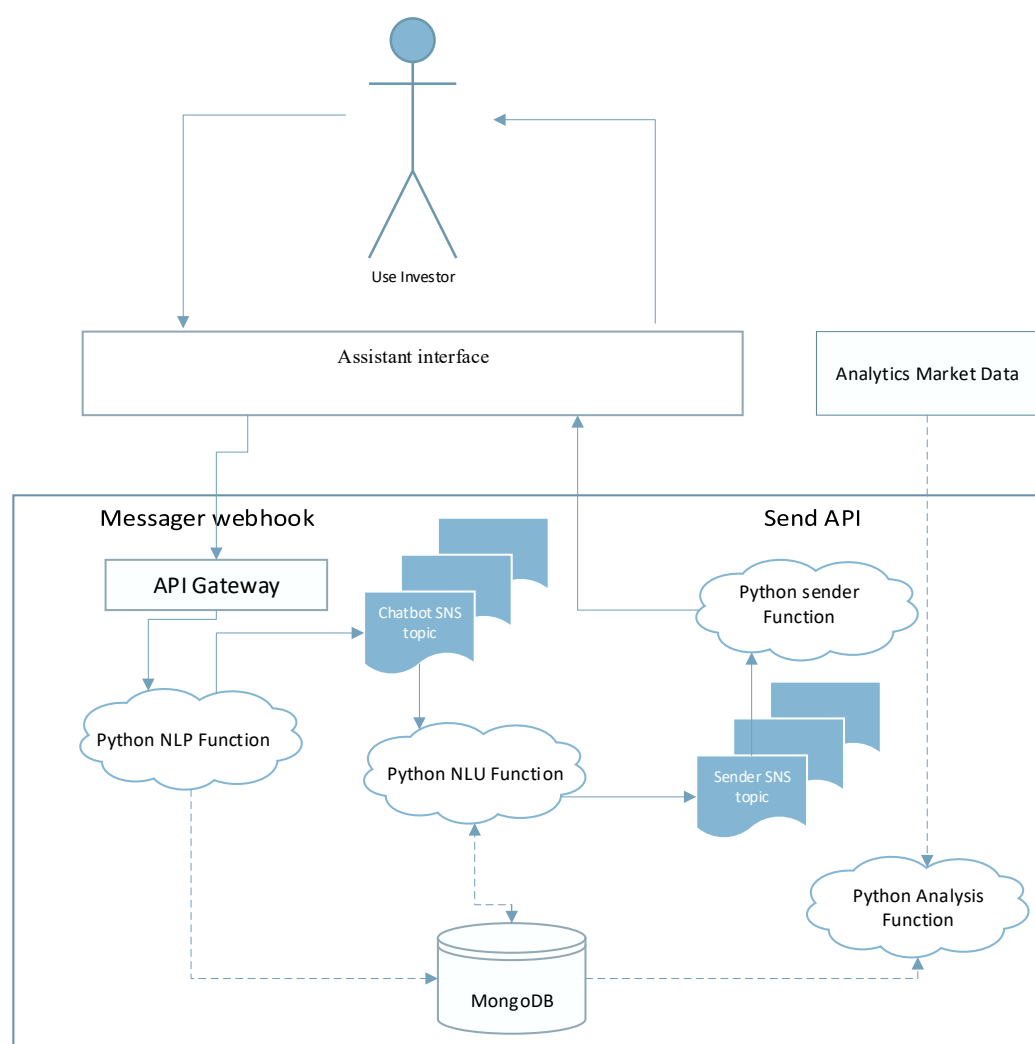 Use Investor
Assistant interface
Analytics Market Data
Messager webhook
Send API
API Gateway
Python sender
Function
Chatbot SNS
topic
Python NLP Function
Python NLU Function
Sender SNS
topic
Python Analysis
Function
MongoDB